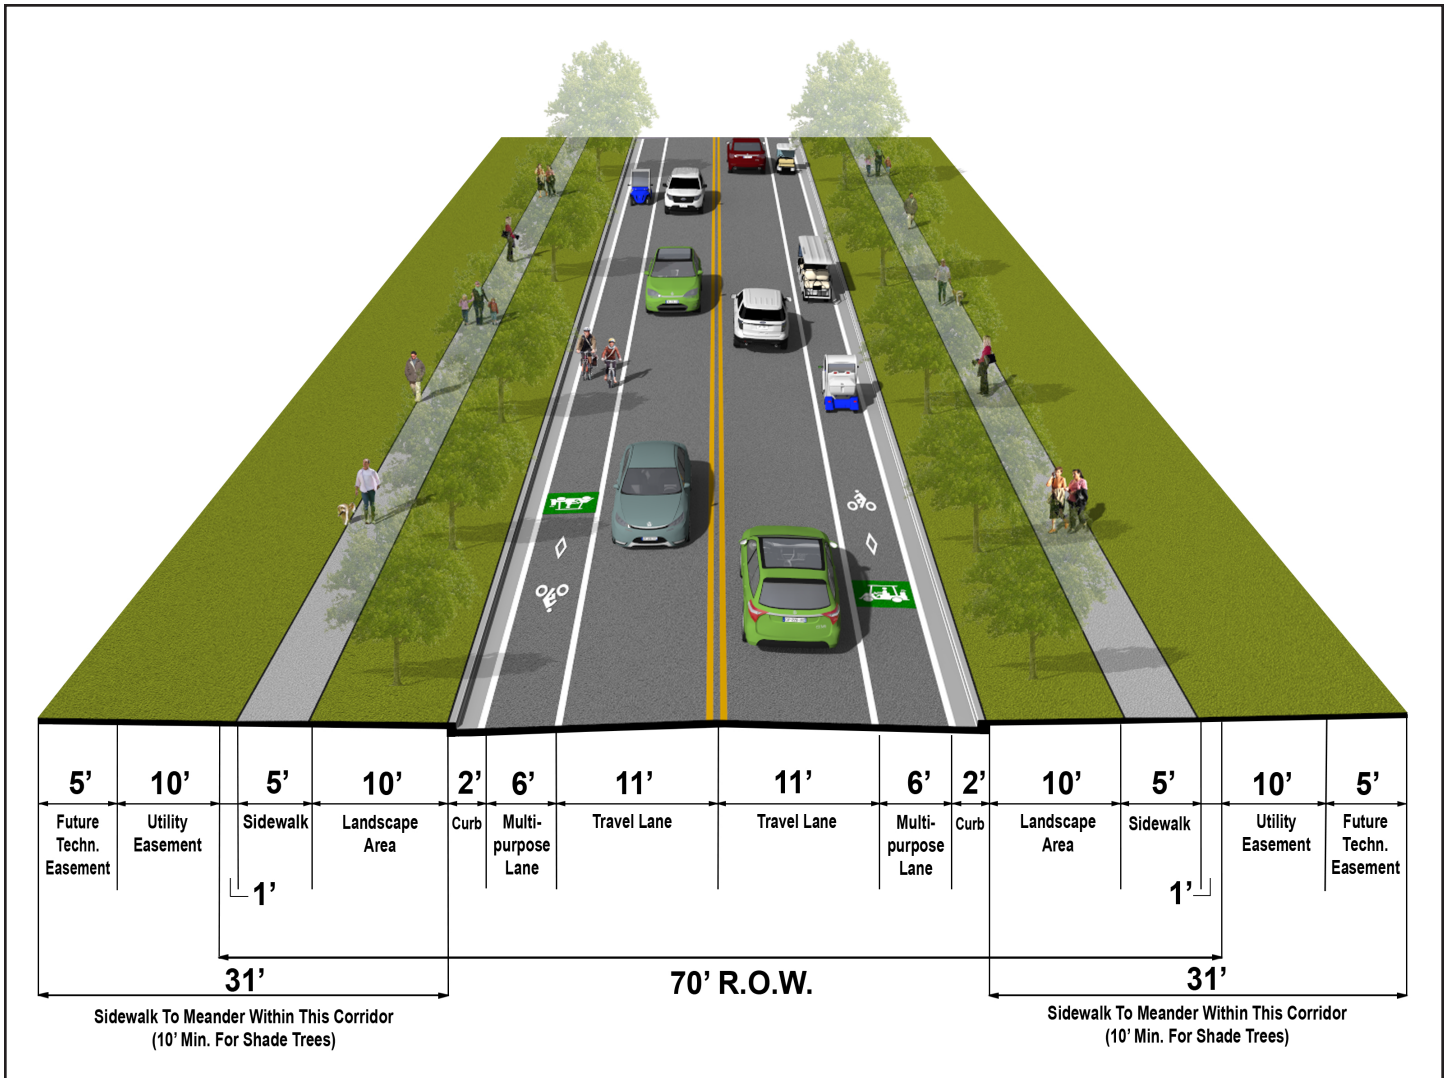 5’ 10’ 5’ 10’ 2’ 6’ 11’ 11’ 6’ 2’ 10’ 5’ 10’ 5’
Future
Techn.
Easement
Utility
Easement
Sidewalk
Landscape
Area
Curb
Multi-
purpose
Lane
Travel Lane
Travel Lane
Multi-
purpose
Lane
Curb
Landscape
Area
Sidewalk
Utility
Easement
Future
Techn.
Easement
1’
1’
31’
70’ R.O.W.
31’
Sidewalk To Meander Within This Corridor
(10’ Min. For Shade Trees)
Sidewalk To Meander Within This Corridor
(10’ Min. For Shade Trees)